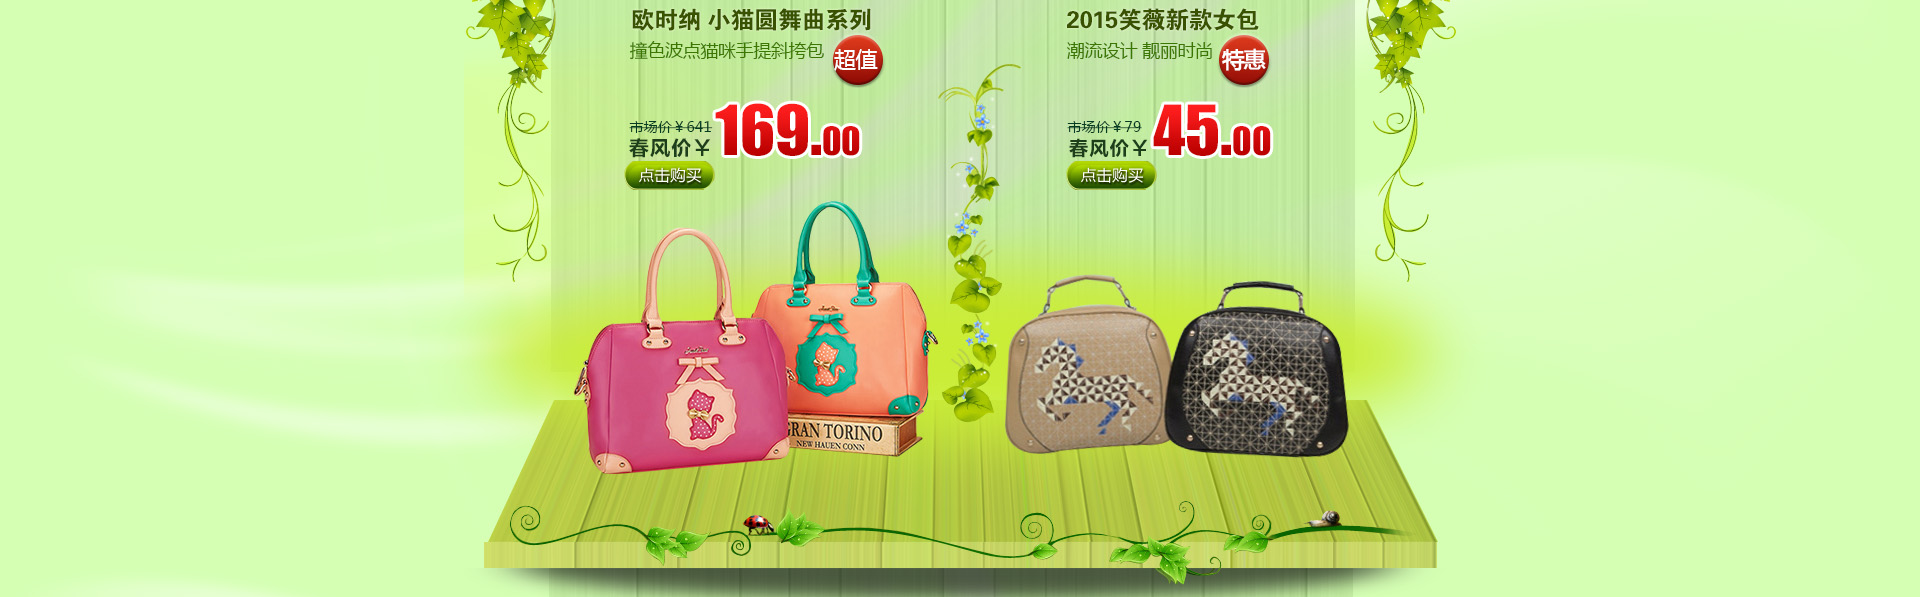 欧时纳 小猫圆舞曲系列
撞色波点猫咪手提斜挎包
超值
市场价￥641
春风价￥169.00
点击购买
2015笑薇新款女包
潮流设计 靓丽时尚
特惠
市场价￥79
春风价￥45.00
点击购买
GRAN TORINO
NEW HAUEN CONN